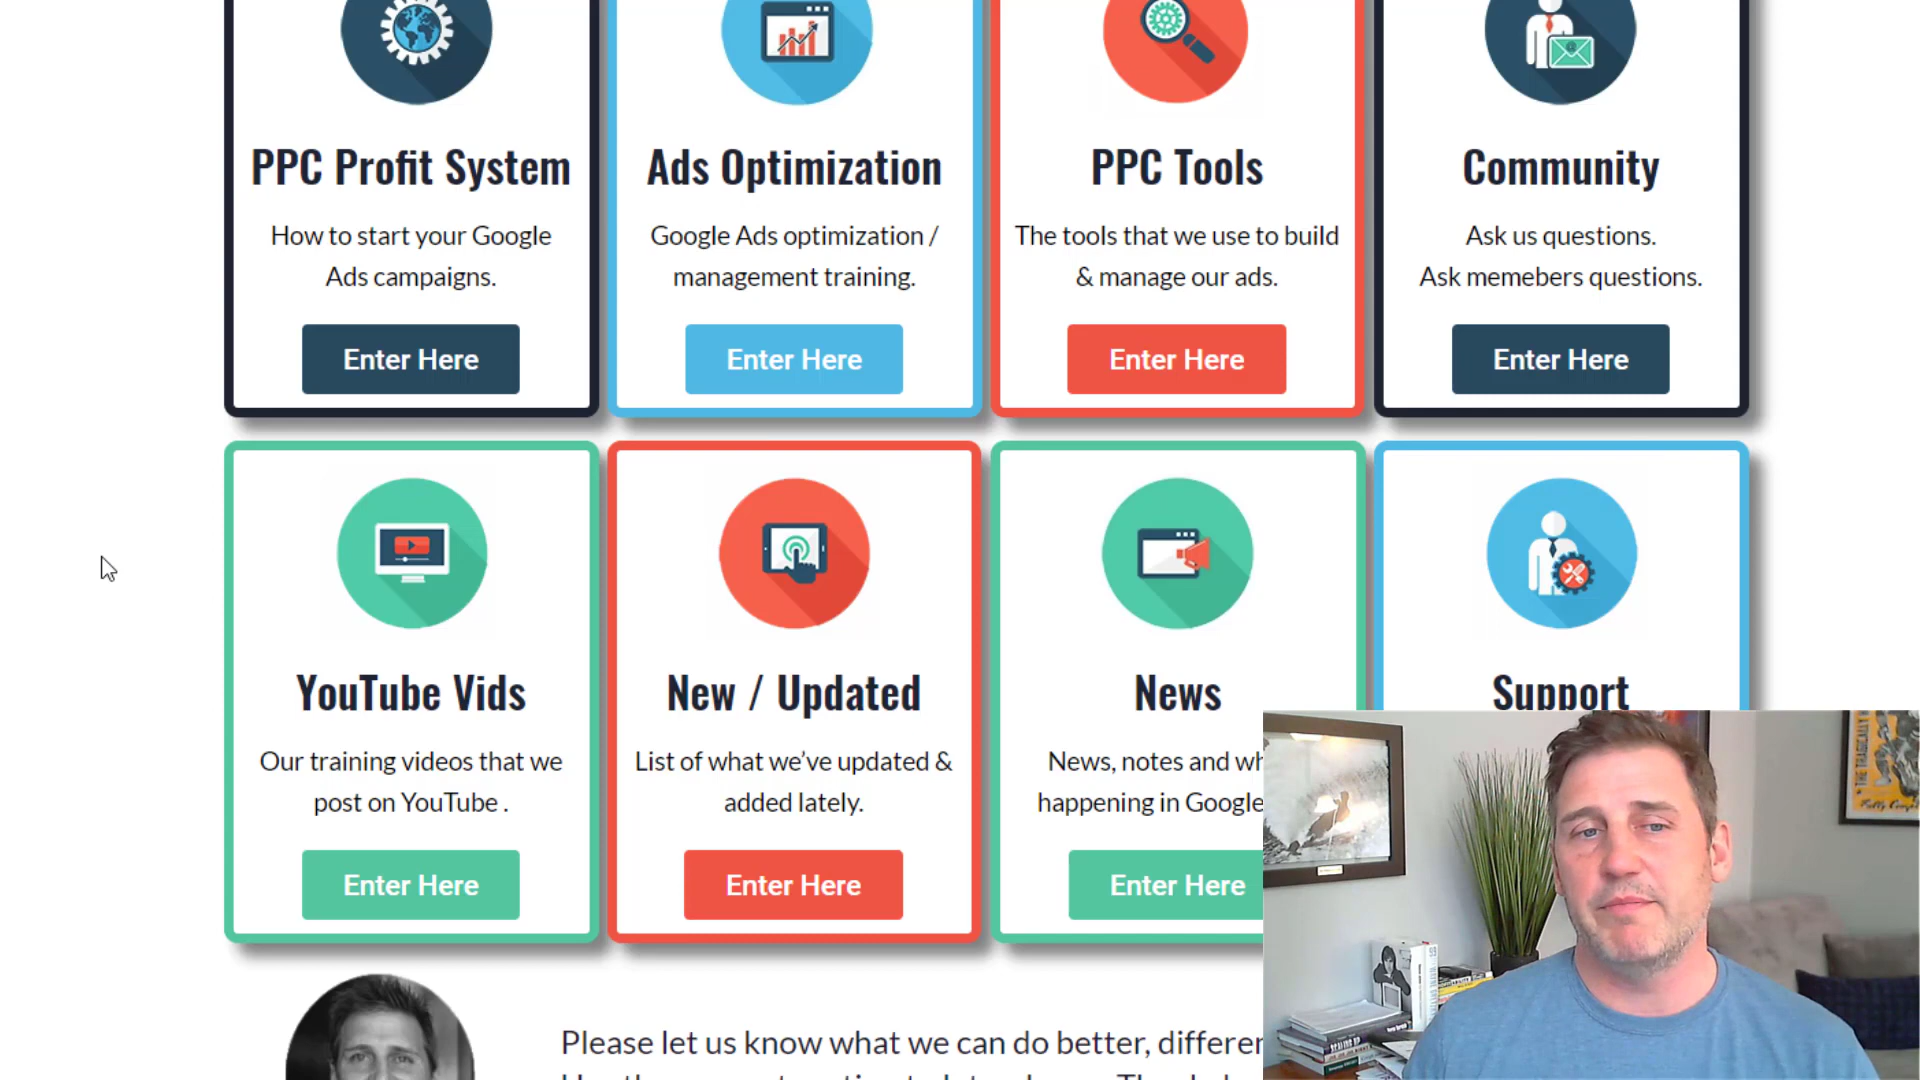 PPC Profit System
How to start your Google
Ads campaigns.
Enter Here
Ads Optimization
Google Ads optimization /
management training.
Enter Here
PPC Tools
The tools that we use to build
& manage our ads.
Enter Here
Community
Ask us questions.
Ask memebers questions.
Enter Here
YouTube Vids
Our training videos that we
post on YouTube .
Enter Here
New / Updated
List of what we’ve updated &
added lately.
Enter Here
News
News, notes and wh
happening in Google
Enter Here
Support
THE TRAGICALLY
Please let us know what we can do better, differen